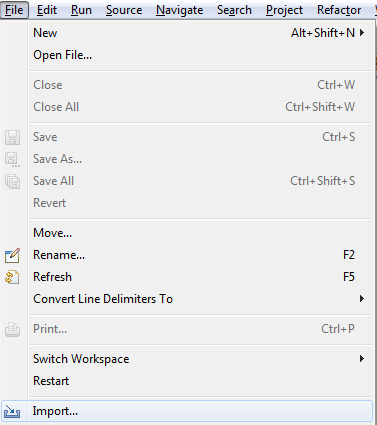 File Edit Run Source Navigate Search Project Refactor
New Alt+Shift+N
Open File...
Close Ctrl+W
Close All Ctrl+Shift+W
Save Ctrl+S
Save As...
Save All Ctrl+Shift+S
Revert
Move...
Rename... F2
Refresh F5
Convert Line Delimiters To
Print... Ctrl+P
Switch Workspace
Restart
Import...